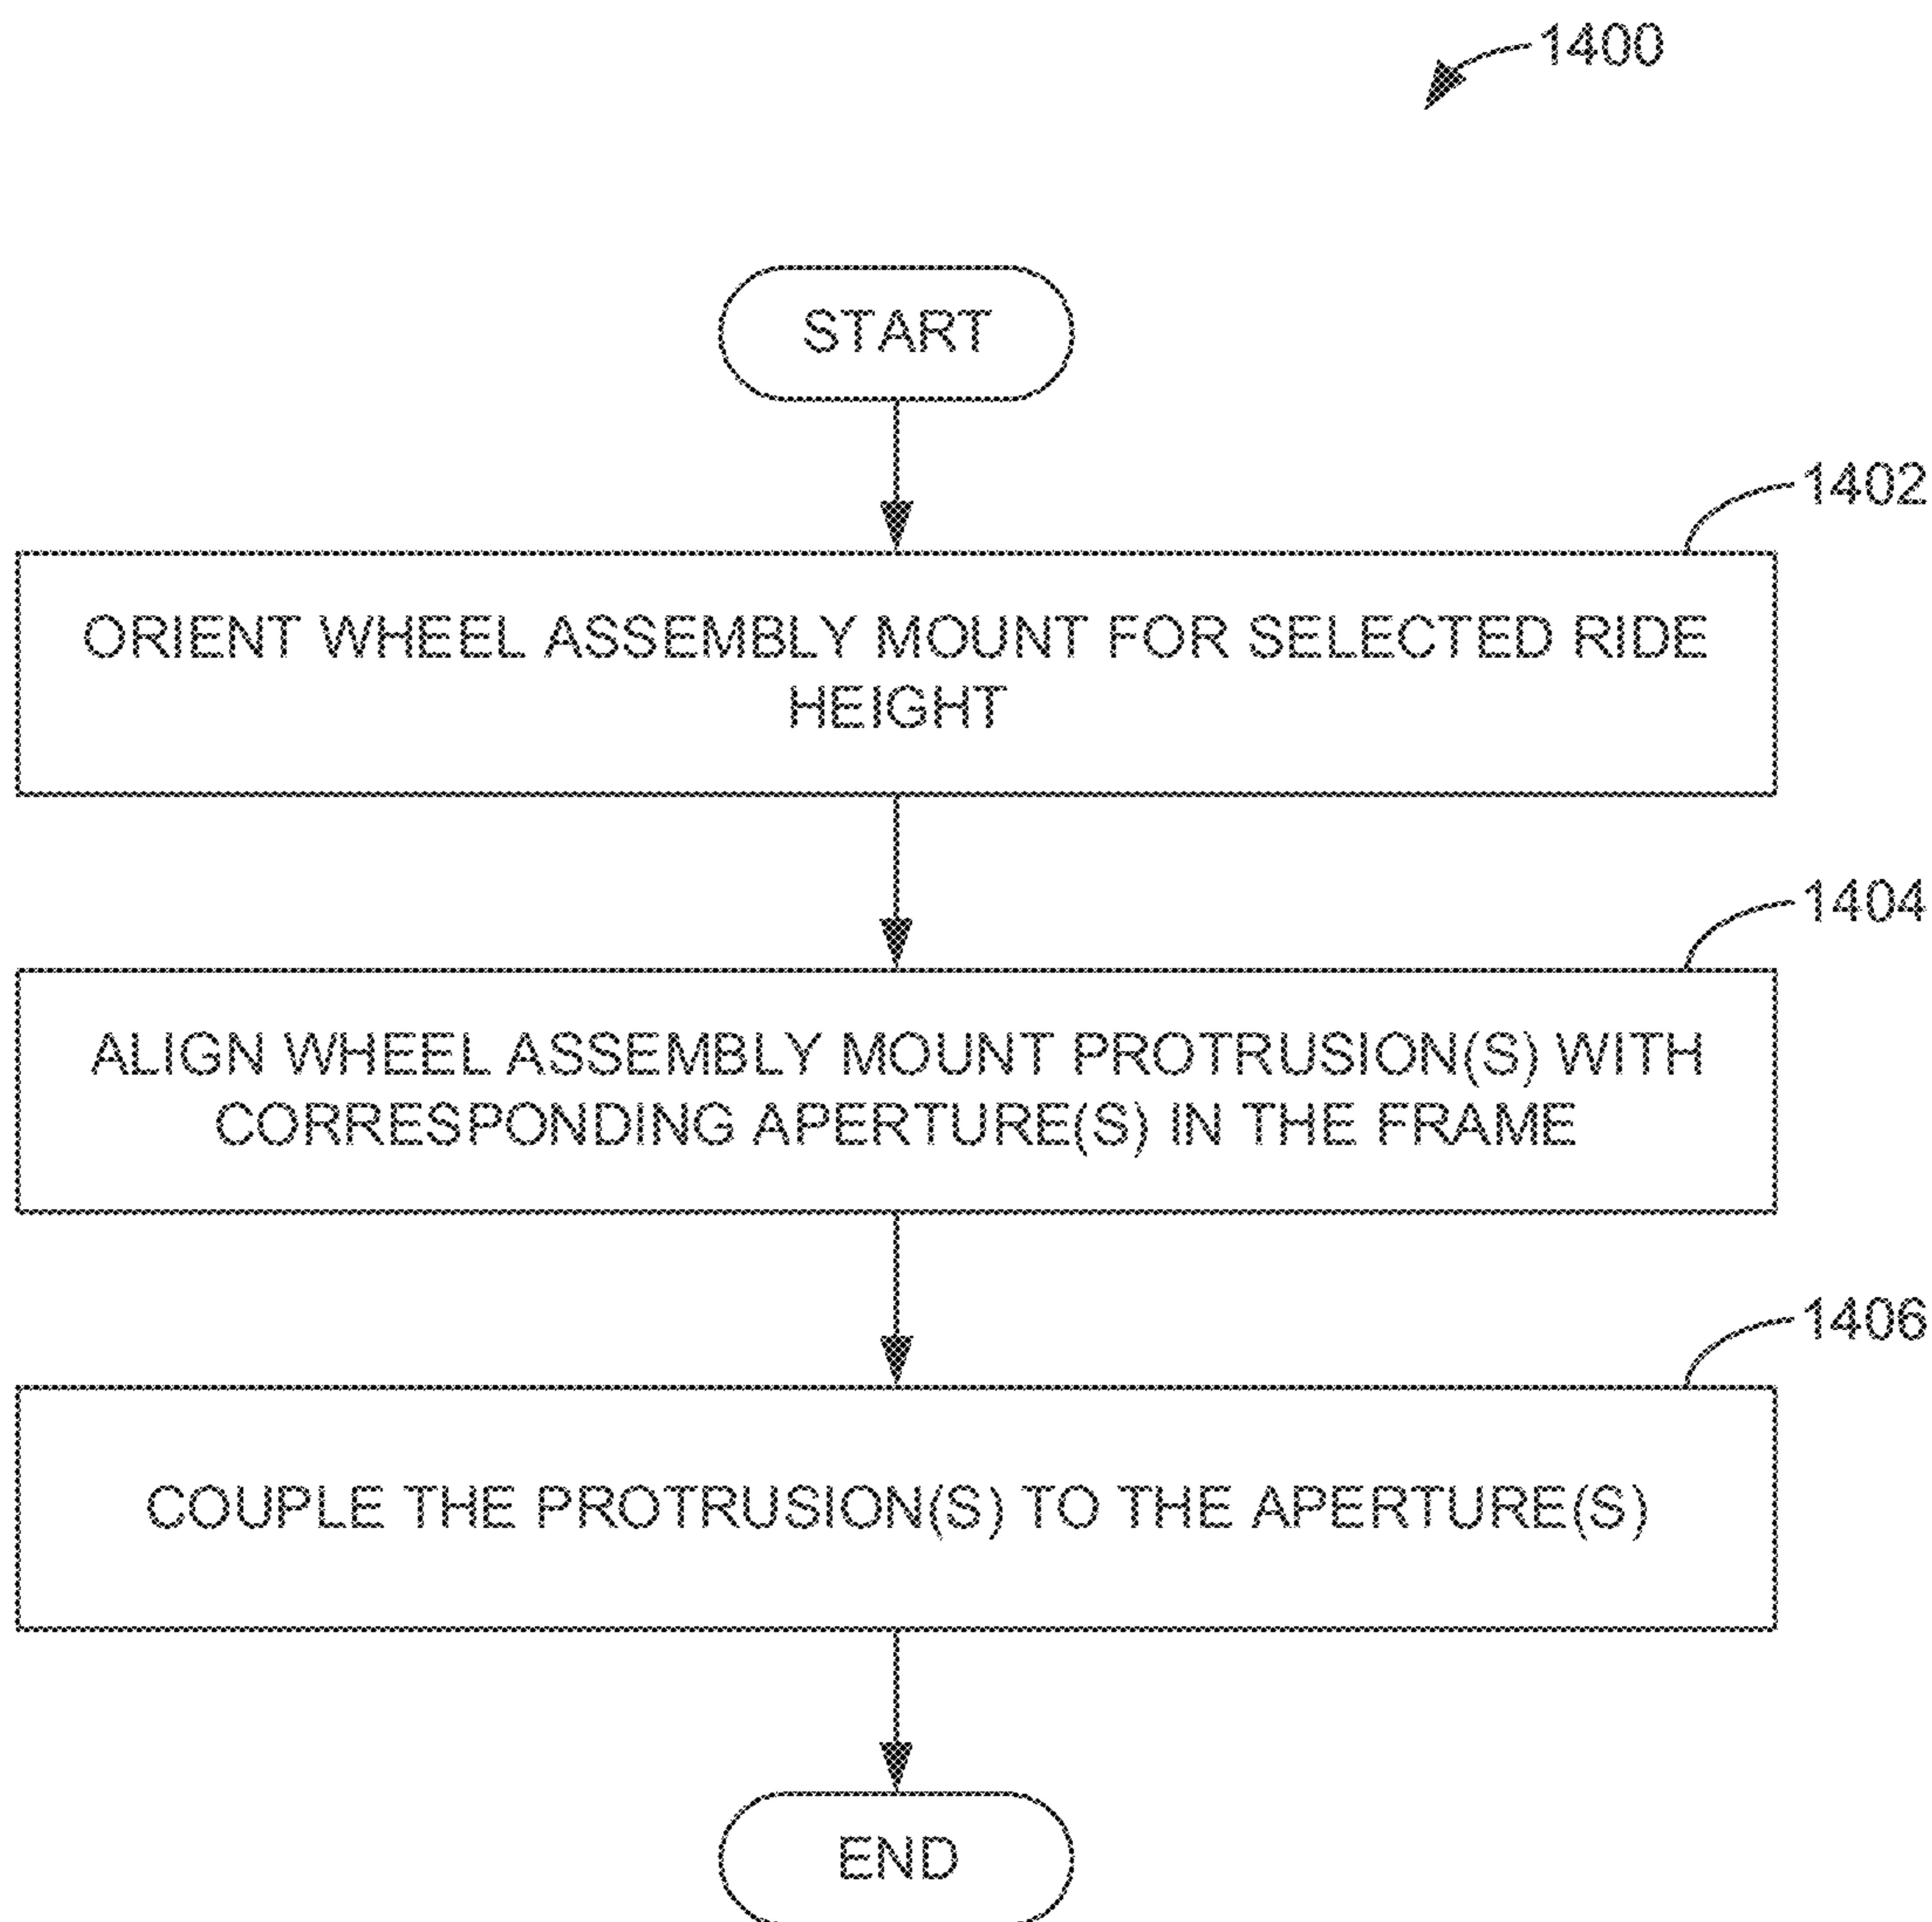 1400
START
1402
ORIENT WHEEL ASSEMBLY MOUNT FOR SELECTED RIDE
HEIGHT
1404
ALIGN WHEEL ASSEMBLY MOUNT PROTRUSION(S) WITH
CORRESPONDING APERTURE(S) IN THE FRAME
1406
COUPLE THE PROTRUSION(S) TO THE APERTURE(S)
END